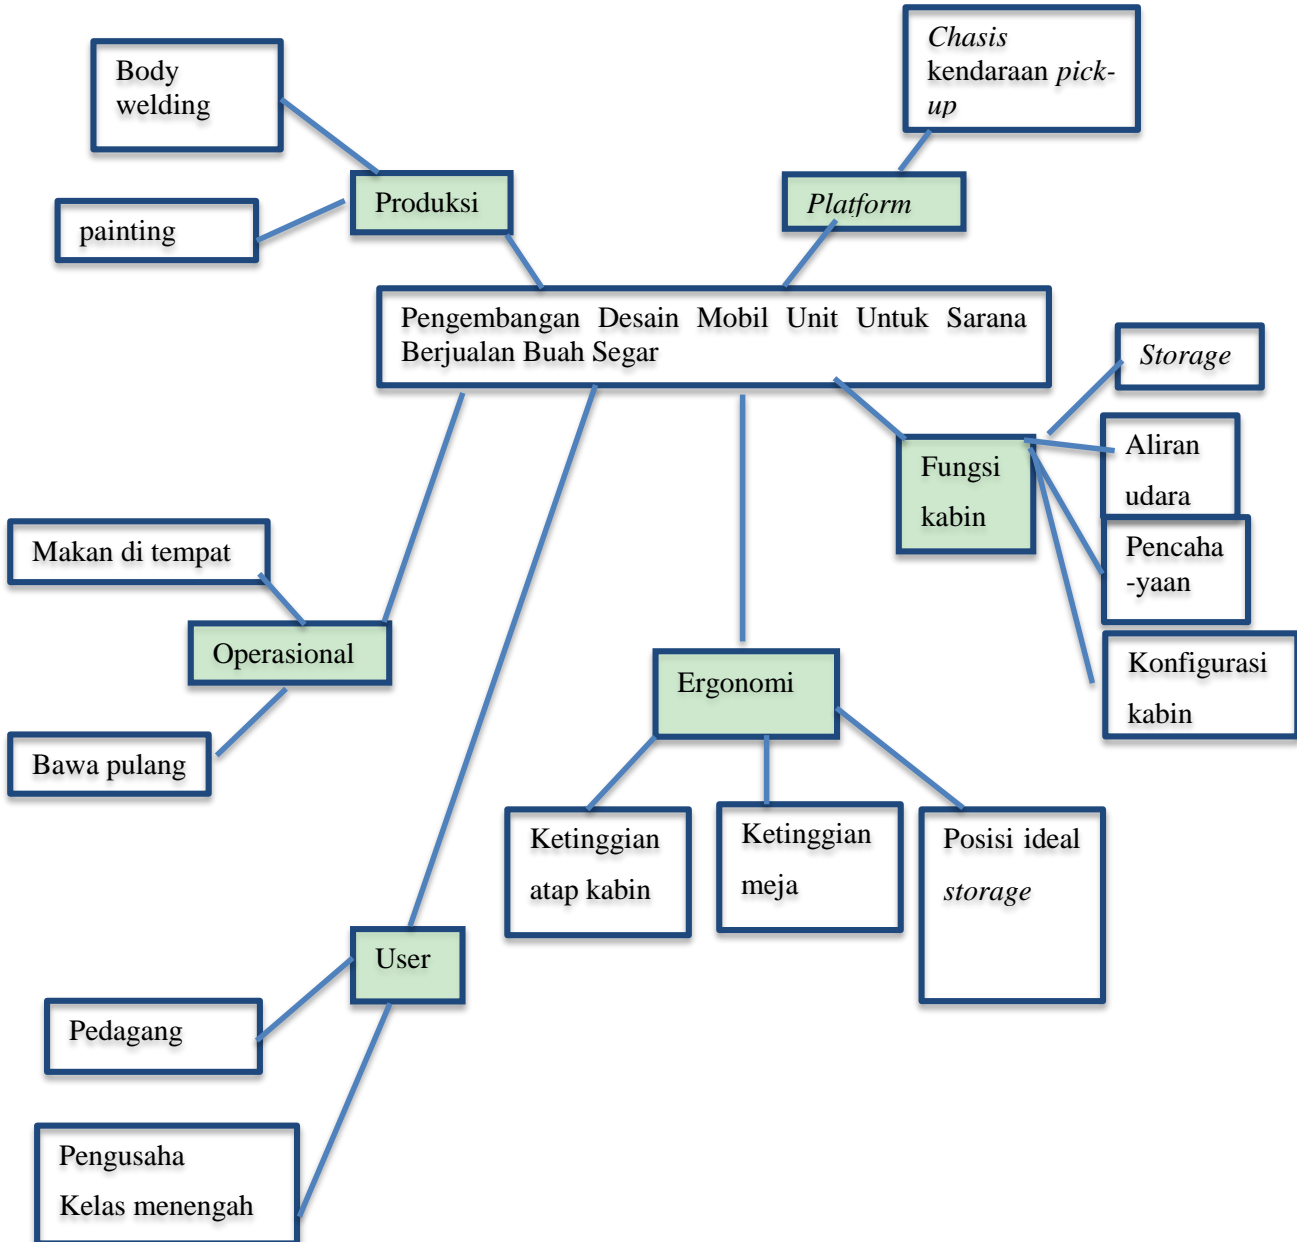 Chasis
kendaraan pick-
up
Body
welding
Produksi
Platform
painting
Pengembangan Desain Mobil Unit Untuk Sarana
Berjualan Buah Segar
Storage
Aliran
udara
Fungsi
kabin
Pencaha
-yaan
Makan di tempat
Operasional
Konfigurasi
kabin
Ergonomi
Bawa pulang
Ketinggian
atap kabin
Ketinggian
meja
Posisi ideal
storage
User
Pedagang
Pengusaha
Kelas menengah